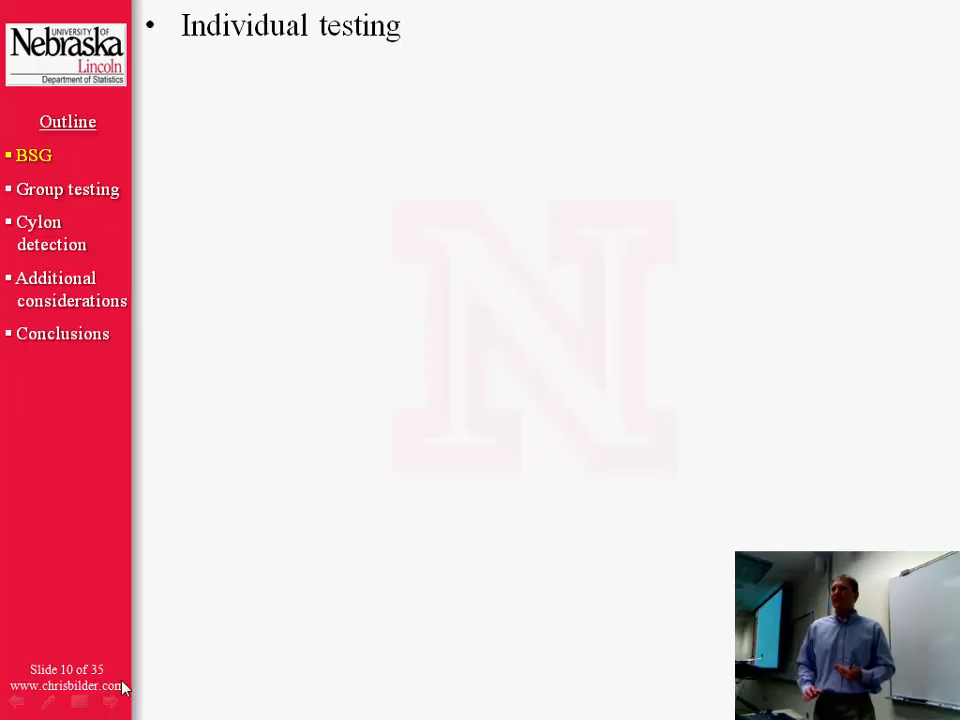 • Individual testing
UNIVERSITY OF
Nebraska
Lincoln
Department of Statistics
Outline
▪ BSG
▪ Group testing
▪ Cylon
detection
▪ Additional
considerations
▪ Conclusions
Slide 10 of 35
www.chrisbilder.com